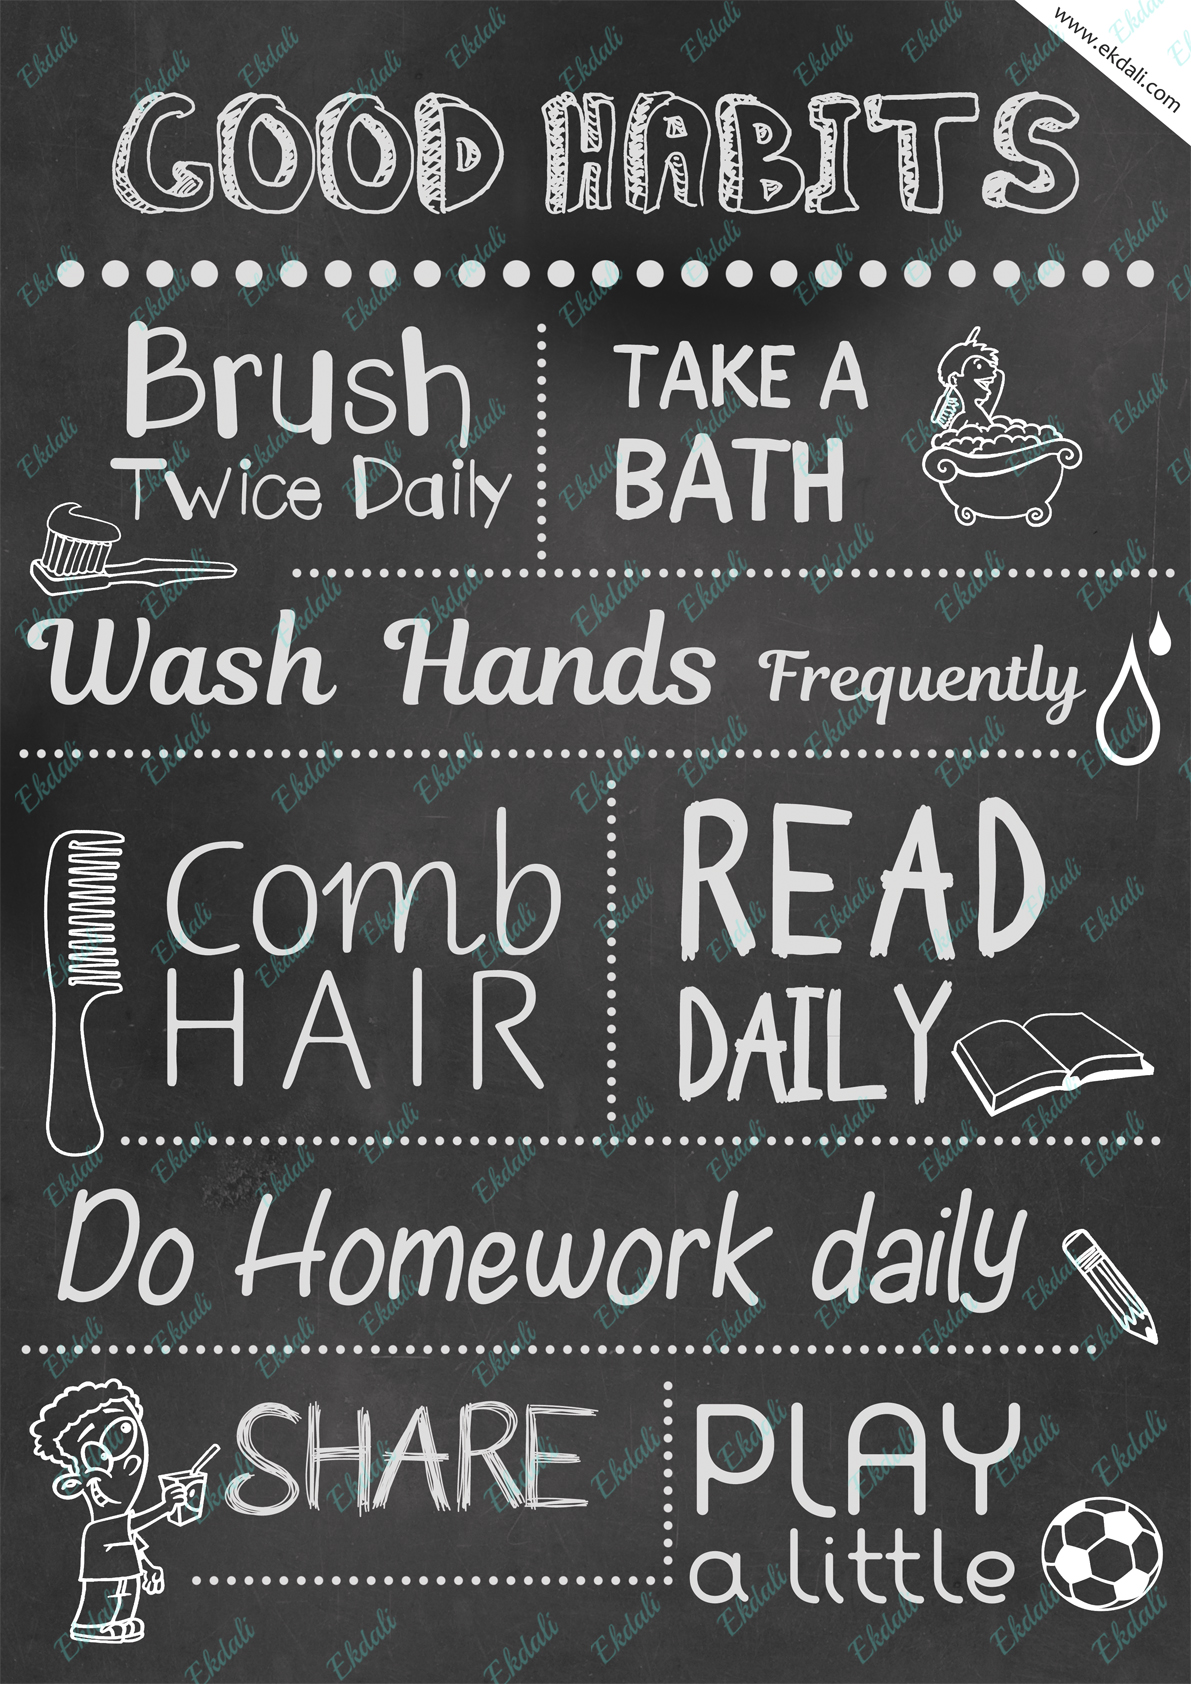 www.ekdali.com
GOOD HABITS
Brush
Twice Daily
TAKE A
BATH
Wash Hands Frequently
Comb
HAIR
READ
DAILY
Do Homework daily
SHARE
PLAY
a little
Ekdali